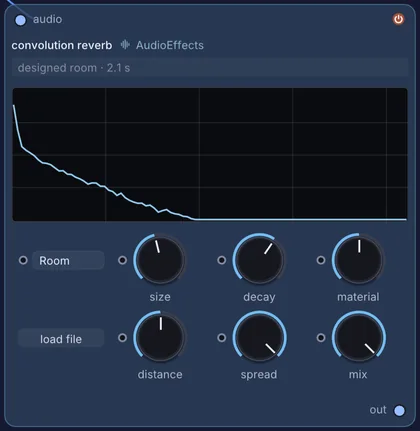 audio
convolution reverb AudioEffects
designed room · 2.1 s
Room
size decay material
load file
distance spread mix
out